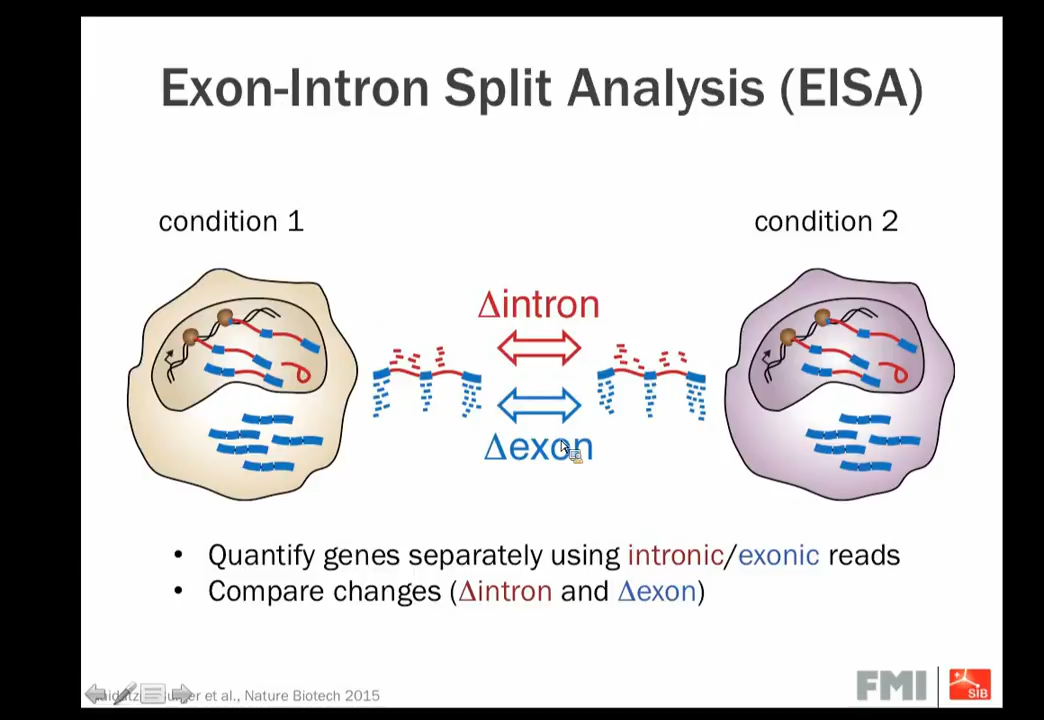 Exon-Intron Split Analysis (EISA)
condition 1
condition 2
Δintron
Δexon
• Quantify genes separately using intronic/exonic reads
• Compare changes (Δintron and Δexon)
et al., Nature Biotech 2015
FMI
SIB